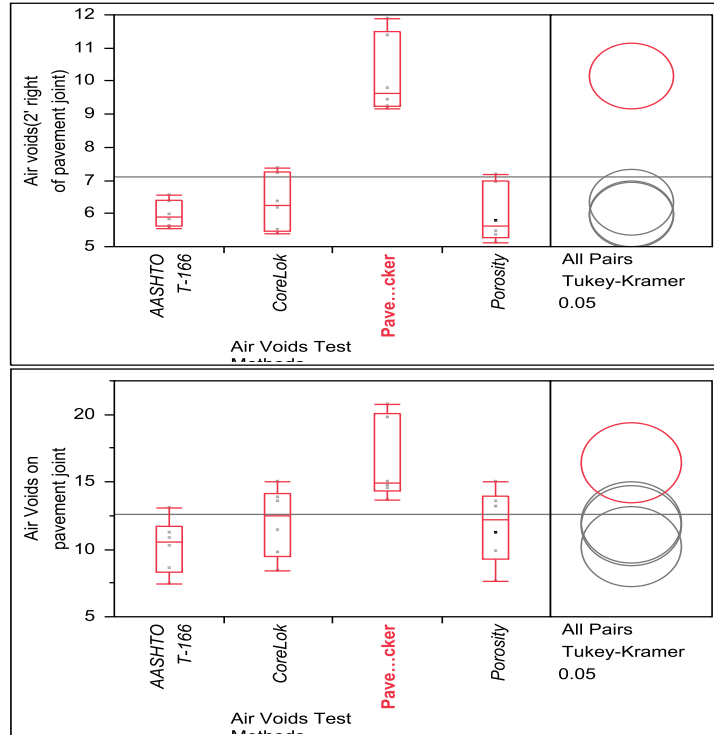 12
11
10
9
8
7
6
5
Air voids(2' right
of pavement joint)
AASHTO
T-166
CoreLok
Pave...cker
Porosity
All Pairs
Tukey-Kramer
0.05
Air Voids Test
Methods
20
15
10
5
Air Voids on
pavement joint
AASHTO
T-166
CoreLok
Pave...cker
Porosity
All Pairs
Tukey-Kramer
0.05
Air Voids Test
Methods